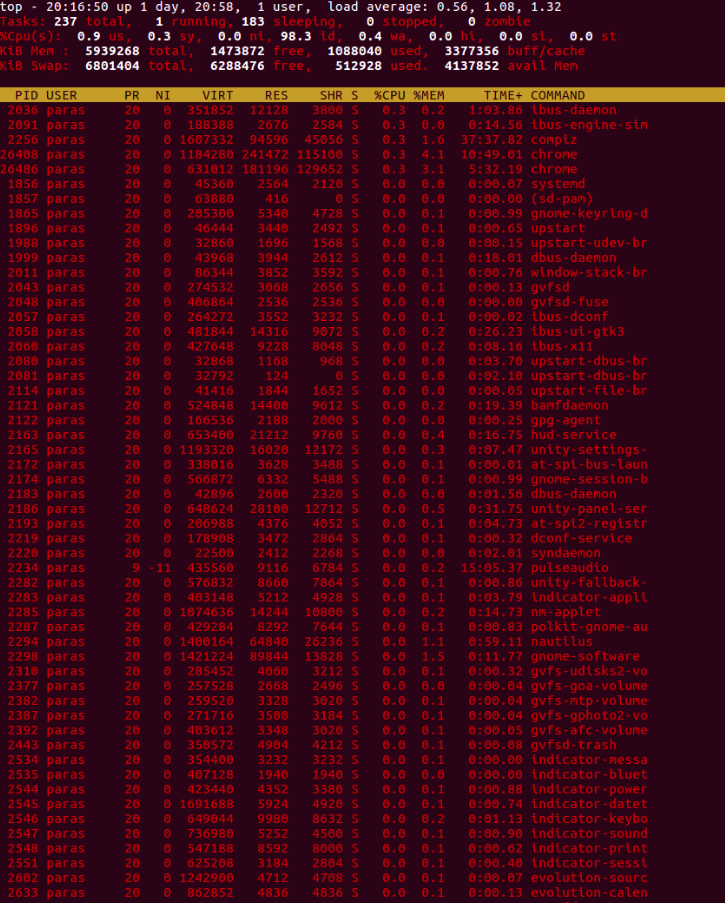 top - 20:16:50 up 1 day, 20:58,  1 user,  load average: 0.56, 1.08, 1.32
Tasks: 237 total,   1 running, 183 sleeping,   0 stopped,   0 zombie
%Cpu(s):  0.9 us,  0.3 sy,  0.0 ni, 98.3 id,  0.4 wa,  0.0 hi,  0.0 si,  0.0 st
KiB Mem :  5939268 total,  1473872 free,  1088040 used,  3377356 buff/cache
KiB Swap:  6801404 total,  6288476 free,   512928 used.  4137852 avail Mem
PID USER PR NI VIRT RES SHR S %CPU %MEM TIME+ COMMAND
2036 paras 20 0 351852 12128 3800 S 0.3 0.2 1:03.86 ibus-daemon
2091 paras 20 0 188388 2676 2584 S 0.3 0.0 0:14.56 ibus-engine-sim
2256 paras 20 0 1607332 94596 45056 S 0.3 1.6 37:37.82 compiz
26408 paras 20 0 1184280 241472 115100 S 0.3 4.1 10:49.01 chrome
26486 paras 20 0 631012 181196 129652 S 0.3 3.1 5:32.19 chrome
1856 paras 20 0 45360 2564 2120 S 0.0 0.0 0:00.07 systemd
1857 paras 20 0 63880 416 0 S 0.0 0.0 0:00.00 (sd-pam)
1865 paras 20 0 205300 5340 4728 S 0.0 0.1 0:00.99 gnome-keyring-d
1896 paras 20 0 46444 3440 2492 S 0.0 0.1 0:00.65 upstart
1988 paras 20 0 32860 1696 1568 S 0.0 0.0 0:00.15 upstart-udev-br
1999 paras 20 0 43968 3944 2612 S 0.0 0.1 0:18.01 dbus-daemon
2011 paras 20 0 86344 3852 3592 S 0.0 0.1 0:00.76 window-stack-br
2043 paras 20 0 274532 3068 2656 S 0.0 0.1 0:00.13 gvfsd
2048 paras 20 0 406864 2536 2536 S 0.0 0.0 0:00.00 gvfsd-fuse
2057 paras 20 0 264272 3552 3232 S 0.0 0.1 0:00.02 ibus-dconf
2058 paras 20 0 481844 14316 9072 S 0.0 0.2 0:26.23 ibus-ui-gtk3
2060 paras 20 0 427648 9228 8048 S 0.0 0.2 0:08.16 ibus-x11
2080 paras 20 0 32868 1168 968 S 0.0 0.0 0:03.70 upstart-dbus-br
2081 paras 20 0 32792 124 0 S 0.0 0.0 0:02.10 upstart-dbus-br
2114 paras 20 0 41416 1844 1652 S 0.0 0.0 0:00.05 upstart-file-br
2121 paras 20 0 524848 14400 9612 S 0.0 0.2 0:19.39 bamfdaemon
2122 paras 20 0 166536 2188 2000 S 0.0 0.0 0:00.25 gpg-agent
2163 paras 20 0 653400 21212 9760 S 0.0 0.4 0:16.75 hud-service
2165 paras 20 0 1193320 16028 12172 S 0.0 0.3 0:07.47 unity-settings-
2172 paras 20 0 338016 3628 3488 S 0.0 0.1 0:00.01 at-spi-bus-laun
2174 paras 20 0 566872 6332 5488 S 0.0 0.1 0:00.99 gnome-session-b
2183 paras 20 0 42896 2600 2320 S 0.0 0.0 0:01.56 dbus-daemon
2186 paras 20 0 648624 28100 12712 S 0.0 0.5 0:31.75 unity-panel-ser
2193 paras 20 0 206988 4376 4052 S 0.0 0.1 0:04.73 at-spi2-registr
2219 paras 20 0 178908 3472 2864 S 0.0 0.1 0:00.32 dconf-service
2220 paras 20 0 22500 2412 2268 S 0.0 0.0 0:02.01 syndaemon
2234 paras 9 -11 435560 9116 6784 S 0.0 0.2 15:05.37 pulseaudio
2282 paras 20 0 576832 8660 7864 S 0.0 0.1 0:00.86 unity-fallback-
2283 paras 20 0 403148 5212 4928 S 0.0 0.1 0:03.79 indicator-appli
2285 paras 20 0 1074636 14244 10800 S 0.0 0.2 0:14.73 nm-applet
2287 paras 20 0 429284 8292 7644 S 0.0 0.1 0:00.83 polkit-gnome-au
2294 paras 20 0 1400164 64840 26236 S 0.0 1.1 0:59.11 nautilus
2298 paras 20 0 1421224 89844 13828 S 0.0 1.5 0:11.77 gnome-software
2310 paras 20 0 285452 4060 3212 S 0.0 0.1 0:00.32 gvfs-udisks2-vo
2377 paras 20 0 257528 2668 2496 S 0.0 0.0 0:00.04 gvfs-goa-volume
2382 paras 20 0 259520 3328 3020 S 0.0 0.1 0:00.04 gvfs-mtp-volume
2387 paras 20 0 271716 3500 3184 S 0.0 0.1 0:00.04 gvfs-gphoto2-vo
2392 paras 20 0 403612 3348 3020 S 0.0 0.1 0:00.05 gvfs-afc-volume
2443 paras 20 0 350572 4904 4212 S 0.0 0.1 0:00.08 gvfsd-trash
2534 paras 20 0 354400 3232 3232 S 0.0 0.1 0:00.00 indicator-messa
2535 paras 20 0 407128 1940 1940 S 0.0 0.0 0:00.00 indicator-bluet
2544 paras 20 0 423440 4352 3380 S 0.0 0.1 0:00.88 indicator-power
2545 paras 20 0 1691688 5924 4920 S 0.0 0.1 0:00.74 indicator-datet
2546 paras 20 0 649044 9980 8632 S 0.0 0.2 0:01.13 indicator-keybo
2547 paras 20 0 736980 5252 4500 S 0.0 0.1 0:00.90 indicator-sound
2548 paras 20 0 547188 8592 8000 S 0.0 0.1 0:00.62 indicator-print
2551 paras 20 0 625208 3184 2804 S 0.0 0.1 0:00.40 indicator-sessi
2602 paras 20 0 1242900 4712 4708 S 0.0 0.1 0:00.07 evolution-sourc
2633 paras 20 0 862852 4836 4836 S 0.0 0.1 0:00.13 evolution-calen